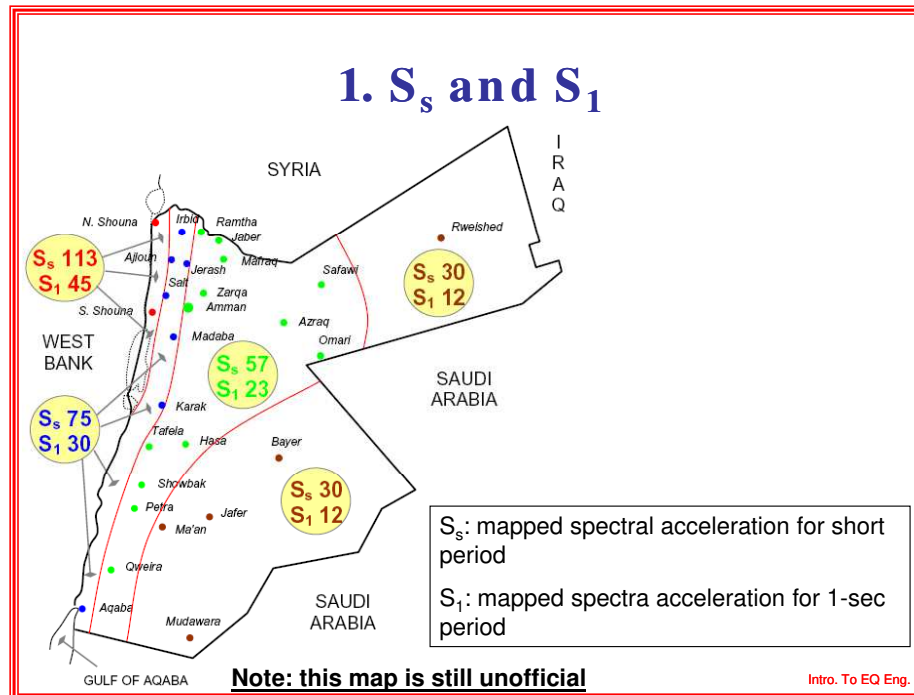 1. Ss and S1
SYRIA
I
R
A
Q
N. Shouna
Irbid
Ramtha
Jaber
Rweished
Ajloun
Mafraq
Jerash
Safawi
Ss 113
S1 45
Salt
Zarqa
Ss 30
S1 12
Amman
S. Shouna
Azraq
WEST
BANK
Madaba
Omari
Ss 57
S1 23
SAUDI
ARABIA
Karak
Ss 75
S1 30
Tafela
Hasa
Bayer
Showbak
Ss 30
S1 12
Petra
Jafer
Ma'an
Ss: mapped spectral acceleration for short
period
S1: mapped spectra acceleration for 1-sec
period
Qweira
Aqaba
SAUDI
ARABIA
Mudawara
GULF OF AQABA
Note: this map is still unofficial
Intro. To EQ Eng.